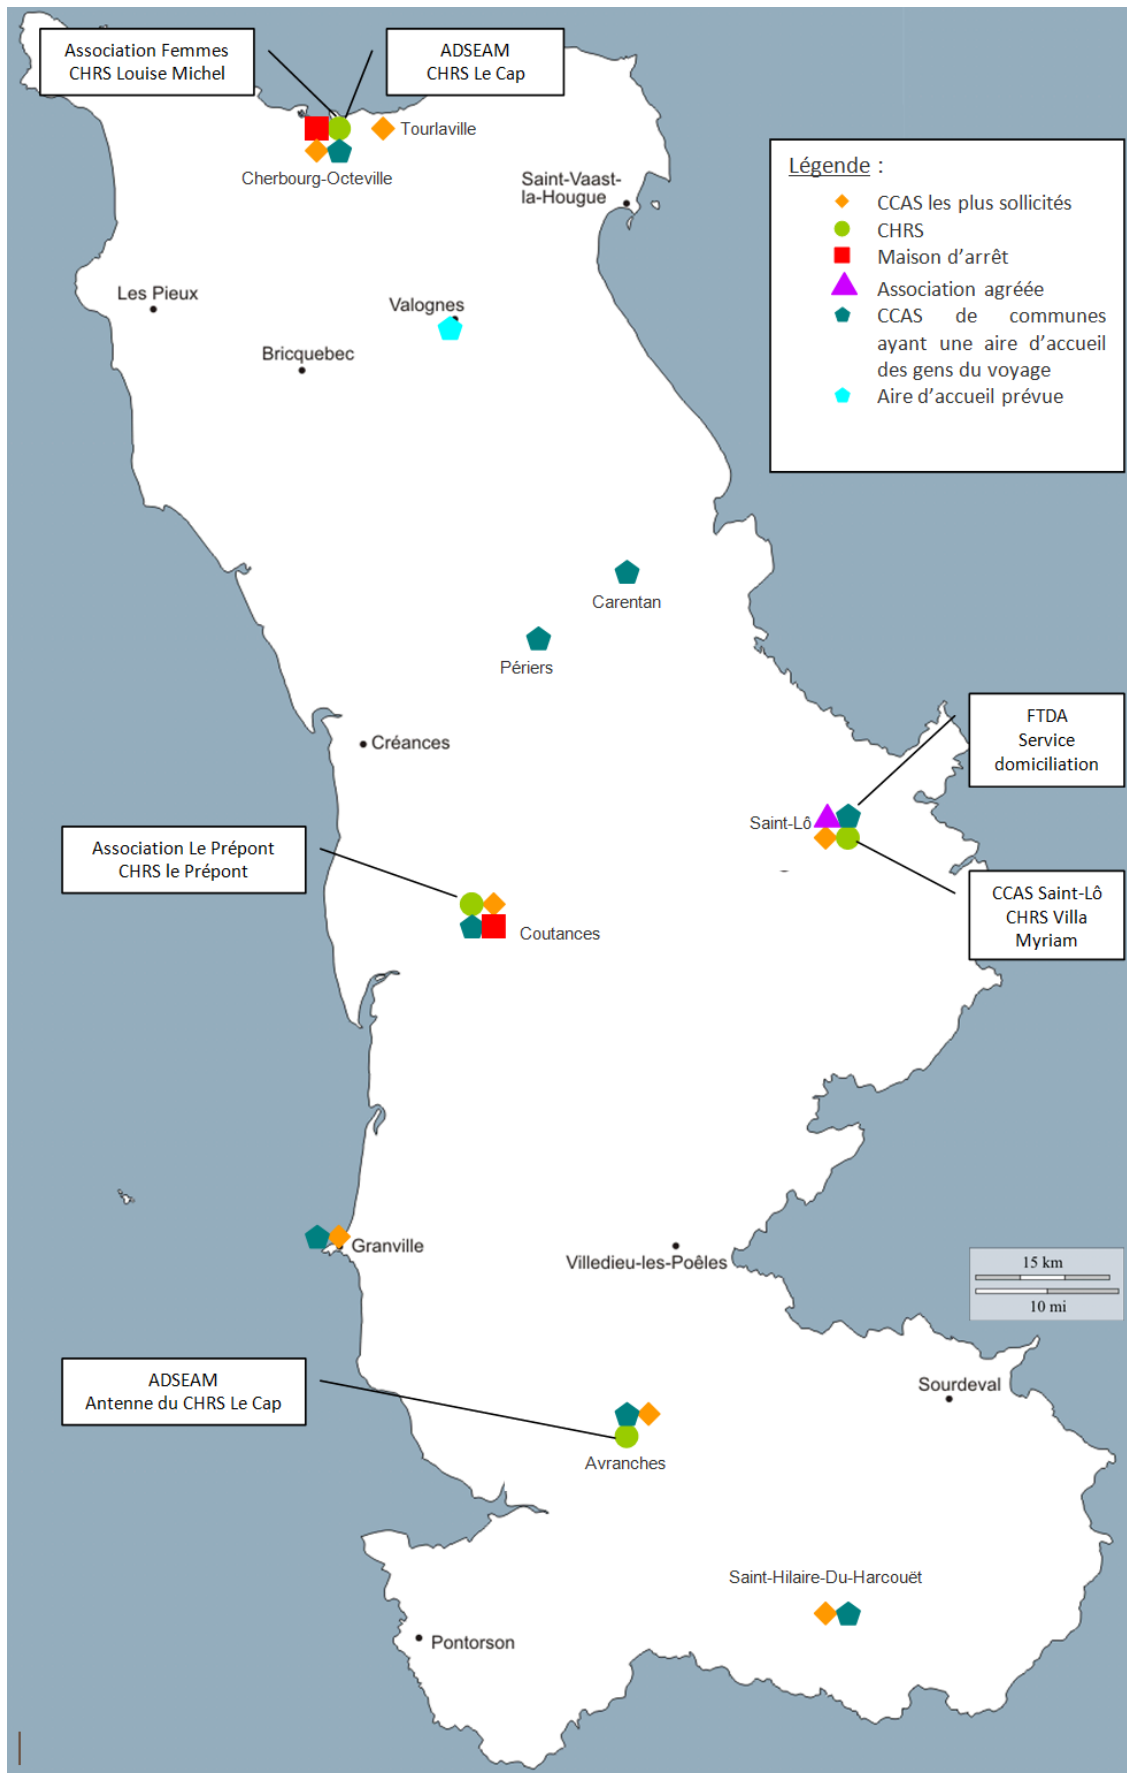 Association Femmes
CHRS Louise Michel
ADSEAM
CHRS Le Cap
Tourlaville
Cherbourg-Octeville
Saint-Vaast-
la-Hougue
Légende :
CCAS les plus sollicités
CHRS
Maison d’arrêt
Association agréée
CCAS de communes
ayant une aire d’accueil
des gens du voyage
Aire d’accueil prévue
Les Pieux
Valognes
Bricquebec
Carentan
Périers
Créances
FTDA
Service
domiciliation
Saint-Lô
Association Le Prépont
CHRS le Prépont
CCAS Saint-Lô
CHRS Villa
Myriam
Coutances
Granville
Villedieu-les-Poêles
15 km
10 mi
ADSEAM
Antenne du CHRS Le Cap
Sourdeval
Avranches
Saint-Hilaire-Du-Harcouët
Pontorson